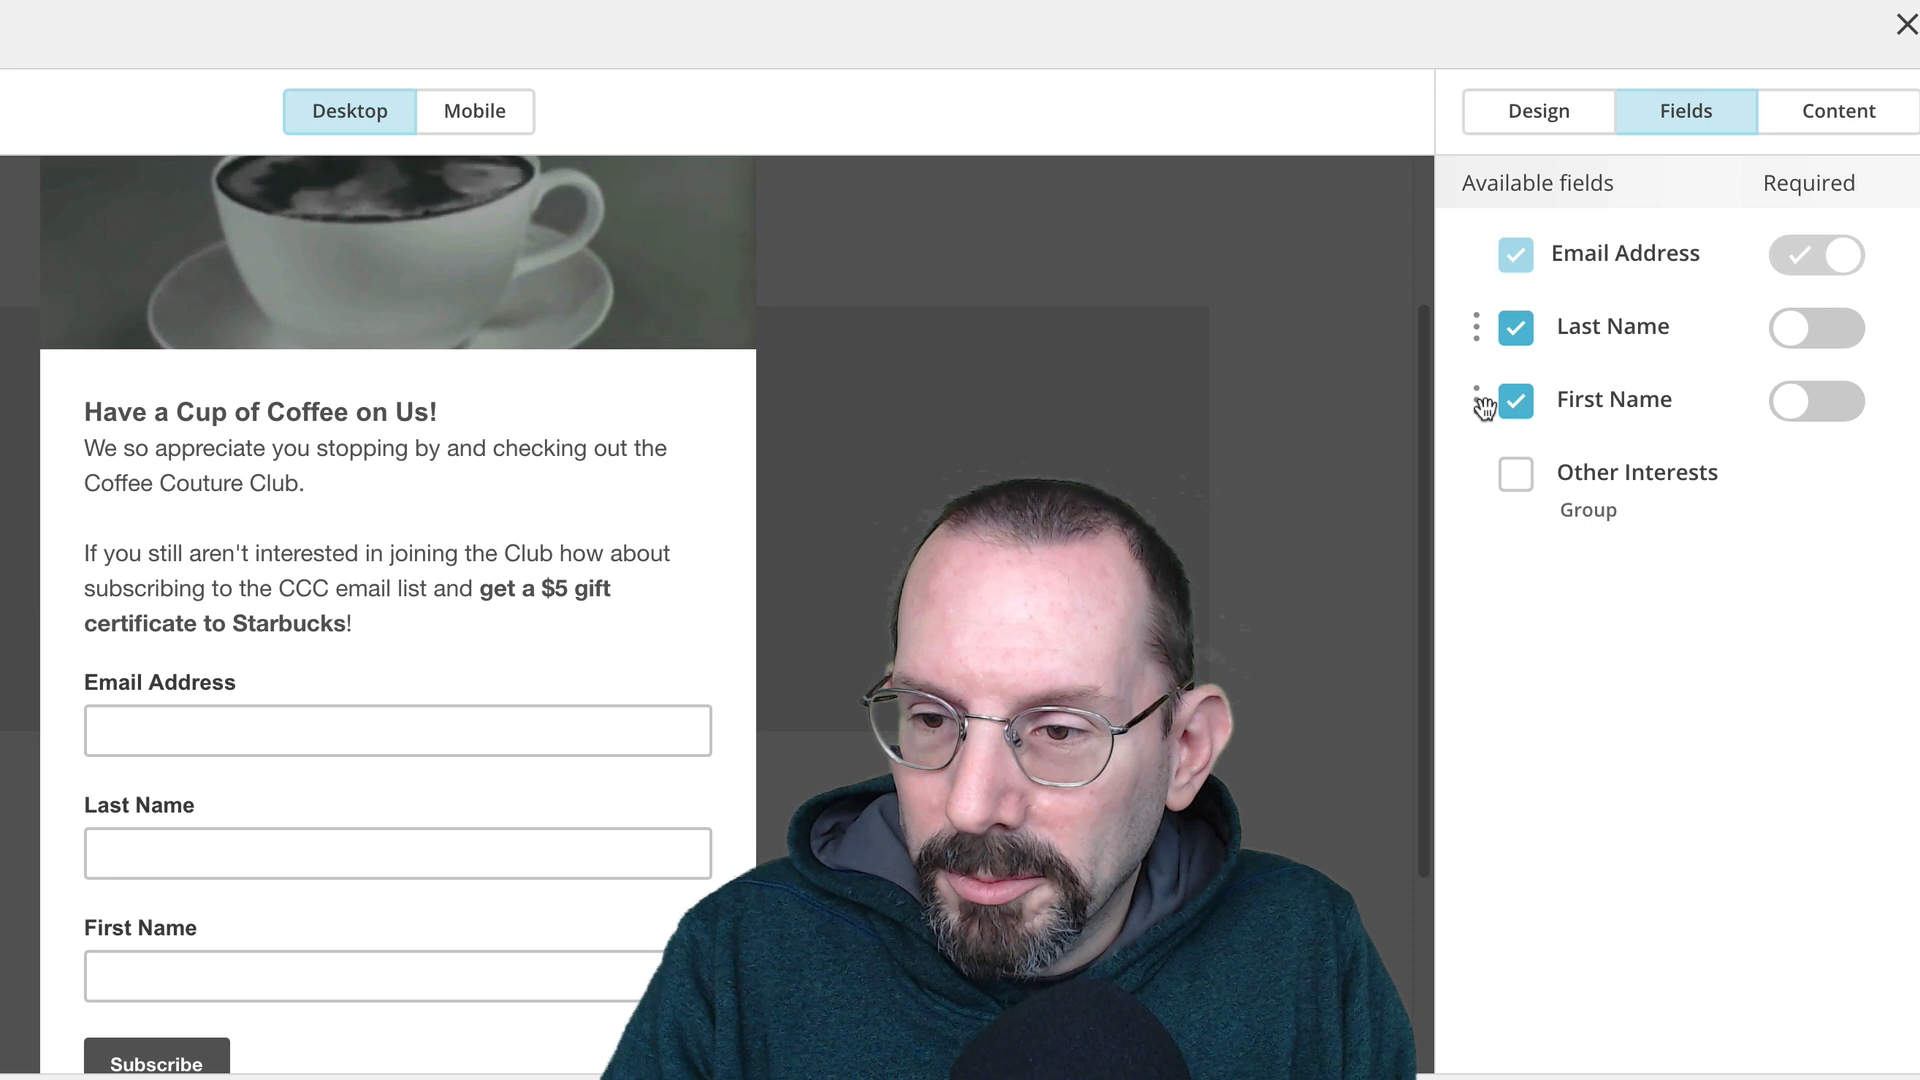 Desktop
Mobile
Design
Fields
Content
Available fields
Required
Email Address
Last Name
First Name
Other Interests
Group
Have a Cup of Coffee on Us!
We so appreciate you stopping by and checking out the
Coffee Couture Club.
If you still aren't interested in joining the Club how about
subscribing to the CCC email list and get a $5 gift
certificate to Starbucks!
Email Address
Last Name
First Name
Subscribe